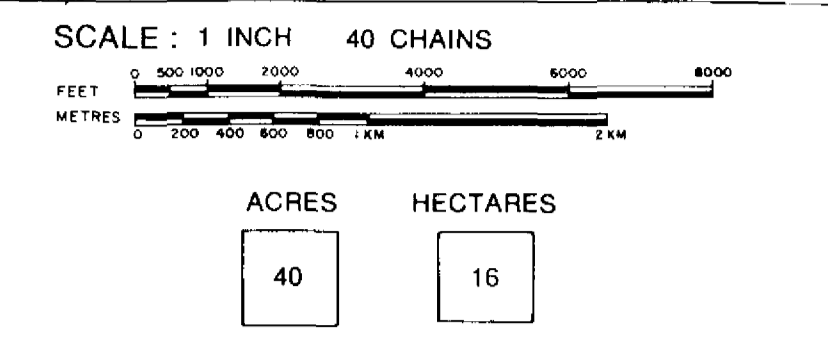 SCALE : 1 INCH 40 CHAINS
0 500 1000 2000 4000 6000 8000
FEET
METRES
0 200 400 600 800 1 KM 2 KM
ACRES HECTARES
40 16